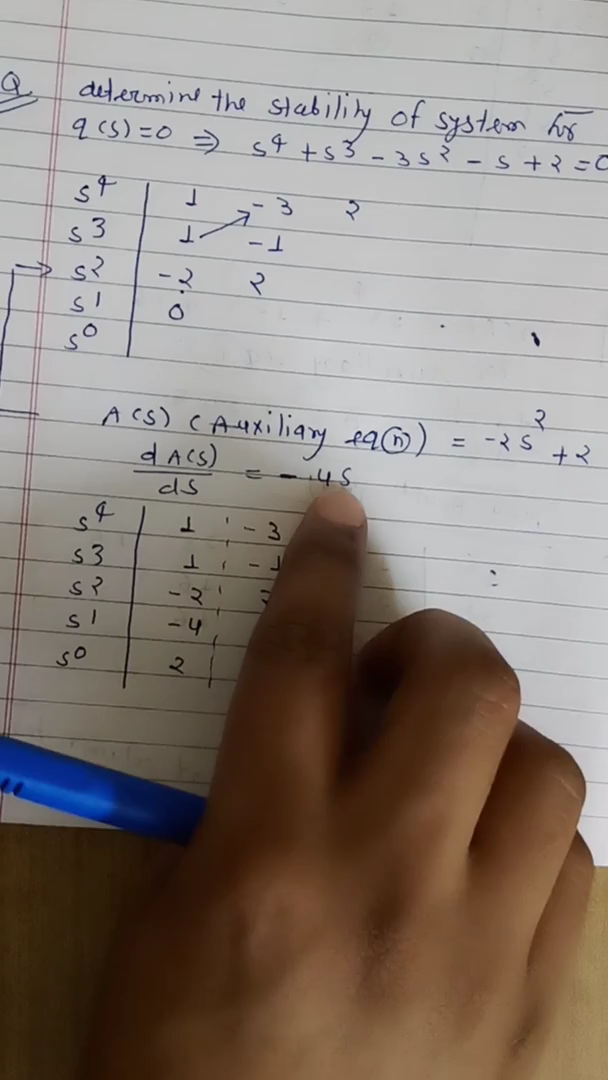 Q determine the stability of system for
q(s)=0 ⇒ s⁴ + s³ - 3s² - s + 2 = 0
s⁴ | 1 -3 2
s³ | 1 -1
s² | -2 2
s¹ | 0
s⁰ |
A(s) (Auxiliary eq(n)) = -2s² + 2
dA(s)/ds = -4s
s⁴ | 1 -3
s³ | 1 -1
s² | -2 2
s¹ | -4
s⁰ | 2